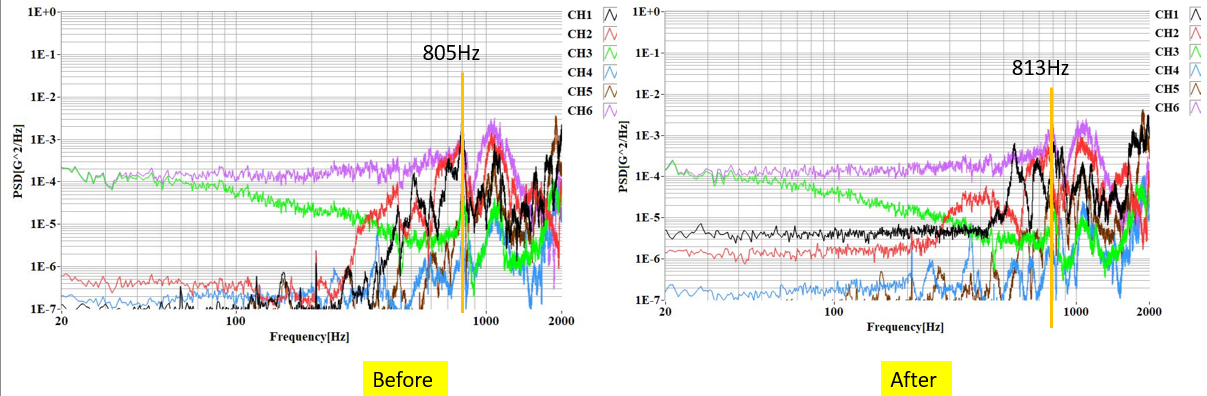 1E+0
1E-1
1E-2
1E-3
1E-4
1E-5
1E-6
1E-7
PSD[G^2/Hz]
20
100
1000
2000
Frequency[Hz]
805Hz
CH1
CH2
CH3
CH4
CH5
CH6
Before
1E+0
1E-1
1E-2
1E-3
1E-4
1E-5
1E-6
1E-7
PSD[G^2/Hz]
20
100
1000
2000
Frequency[Hz]
813Hz
CH1
CH2
CH3
CH4
CH5
CH6
After